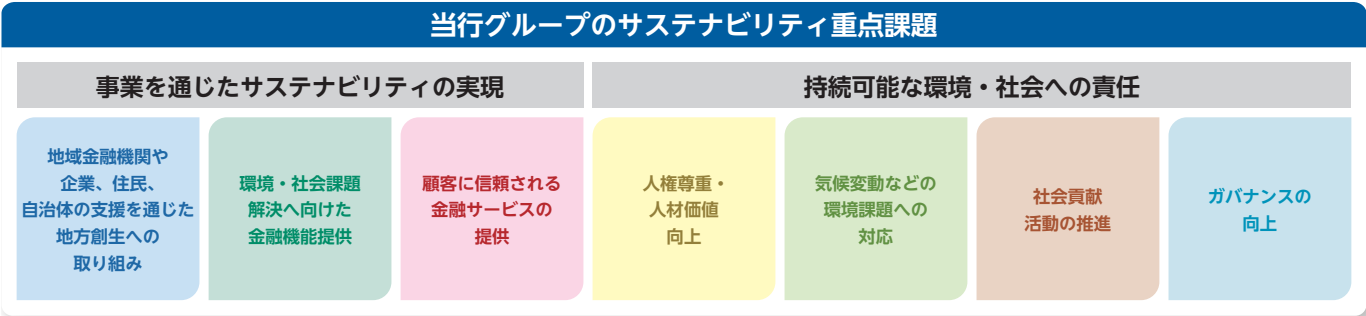 当行グループのサステナビリティ重点課題
事業を通じたサステナビリティの実現
持続可能な環境・社会への責任
地域金融機関や
企業、住民、
自治体の支援を通じた
地方創生への
取り組み
環境・社会課題
解決へ向けた
金融機能提供
顧客に信頼される
金融サービスの
提供
人権尊重・
人材価値
向上
気候変動などの
環境課題への
対応
社会貢献
活動の推進
ガバナンスの
向上